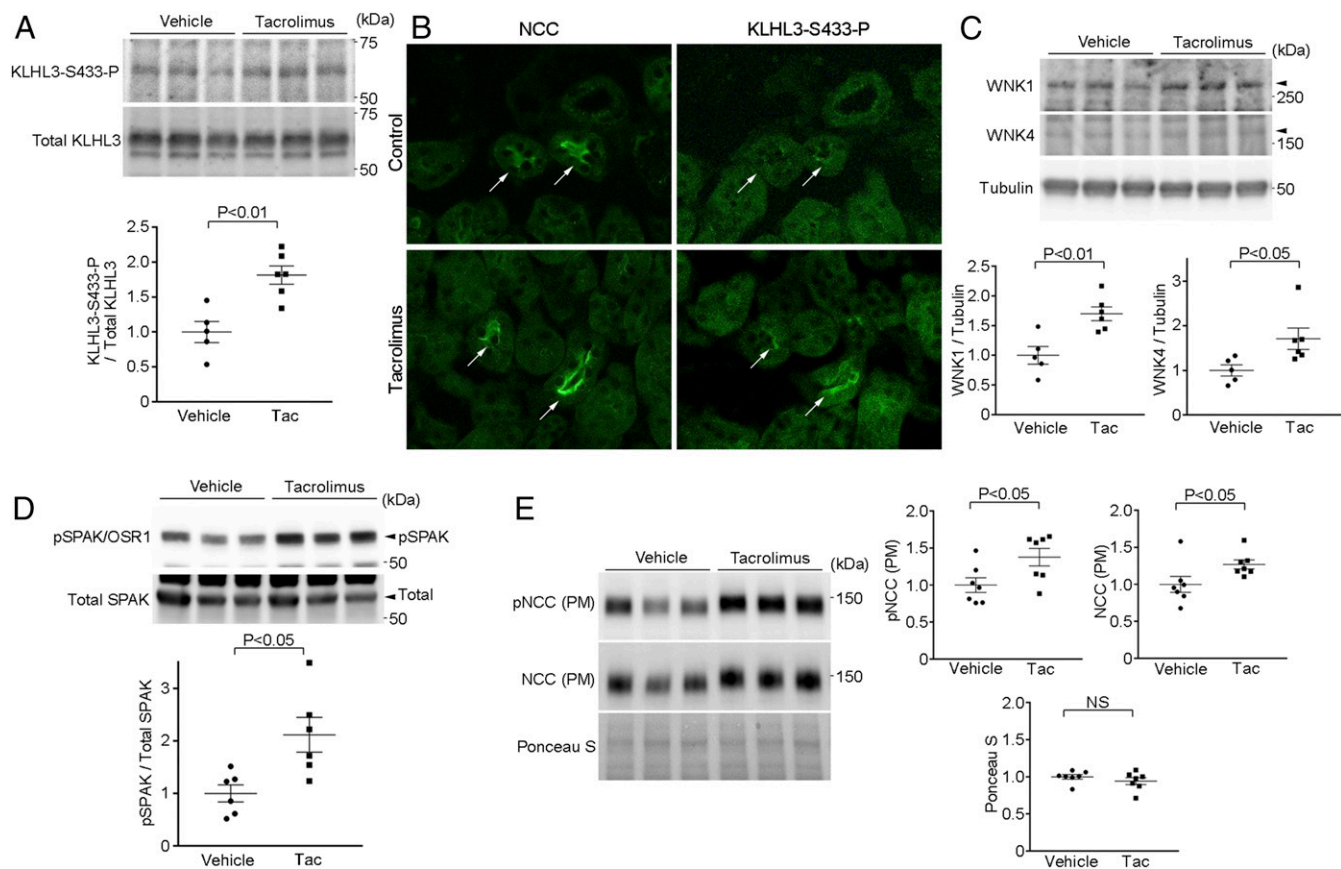 A
Vehicle Tacrolimus (kDa)
75
KLHL3-S433-P
50
75
Total KLHL3
50
P<0.01
2.5
2.0
1.5
1.0
0.5
0
KLHL3-S433-P
/ Total KLHL3
Vehicle Tac
B
NCC KLHL3-S433-P
Control
Tacrolimus
C
Vehicle Tacrolimus (kDa)
WNK1
250
WNK4
150
Tubulin
50
P<0.01
2.5
2.0
1.5
1.0
0.5
0
WNK1 / Tubulin
Vehicle Tac
P<0.05
4
3
2
1
0
WNK4 / Tubulin
Vehicle Tac
D
Vehicle Tacrolimus (kDa)
pSPAK/OSR1 pSPAK
50
Total SPAK Total
50
P<0.05
3
2
1
0
pSPAK / Total SPAK
Vehicle Tac
E
Vehicle Tacrolimus (kDa)
pNCC (PM) 150
NCC (PM) 150
Ponceau S
P<0.05
2.0
1.5
1.0
0.5
0
pNCC (PM)
Vehicle Tac
P<0.05
2.0
1.5
1.0
0.5
0
NCC (PM)
Vehicle Tac
NS
2.0
1.5
1.0
0.5
0
Ponceau S
Vehicle Tac